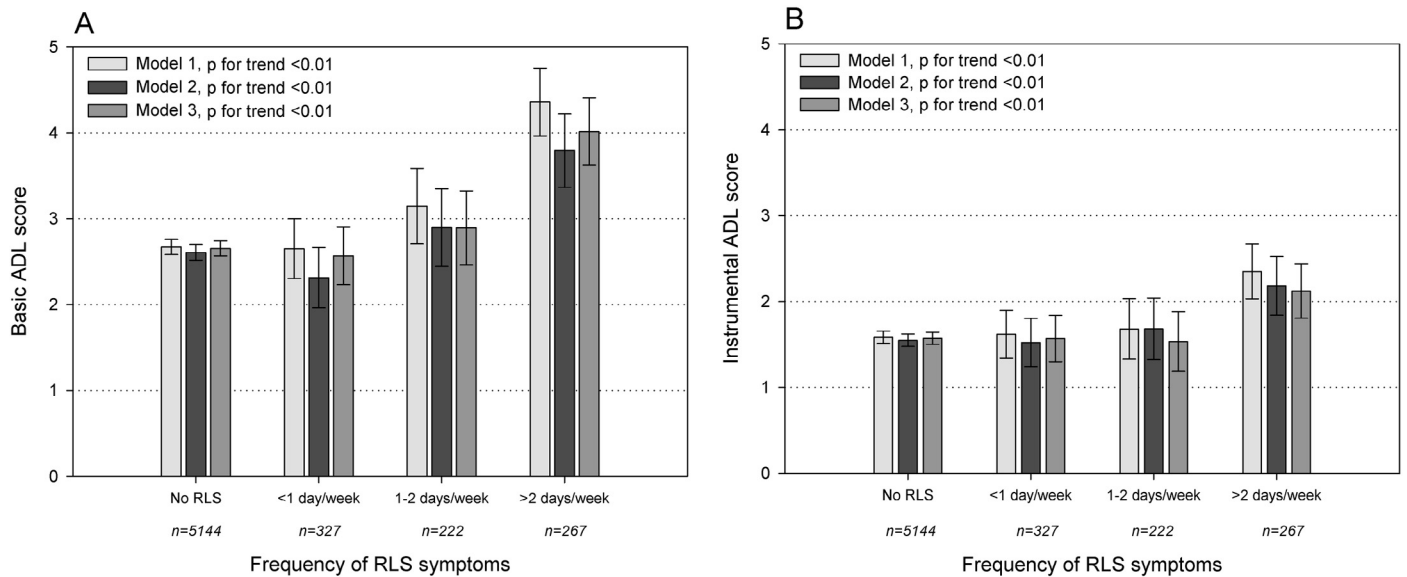 A
Basic ADL score
5
4
3
2
1
0
Model 1, p for trend <0.01
Model 2, p for trend <0.01
Model 3, p for trend <0.01
No RLS
<1 day/week
1-2 days/week
>2 days/week
n=5144
n=327
n=222
n=267
Frequency of RLS symptoms
B
Instrumental ADL score
5
4
3
2
1
0
Model 1, p for trend <0.01
Model 2, p for trend <0.01
Model 3, p for trend <0.01
No RLS
<1 day/week
1-2 days/week
>2 days/week
n=5144
n=327
n=222
n=267
Frequency of RLS symptoms